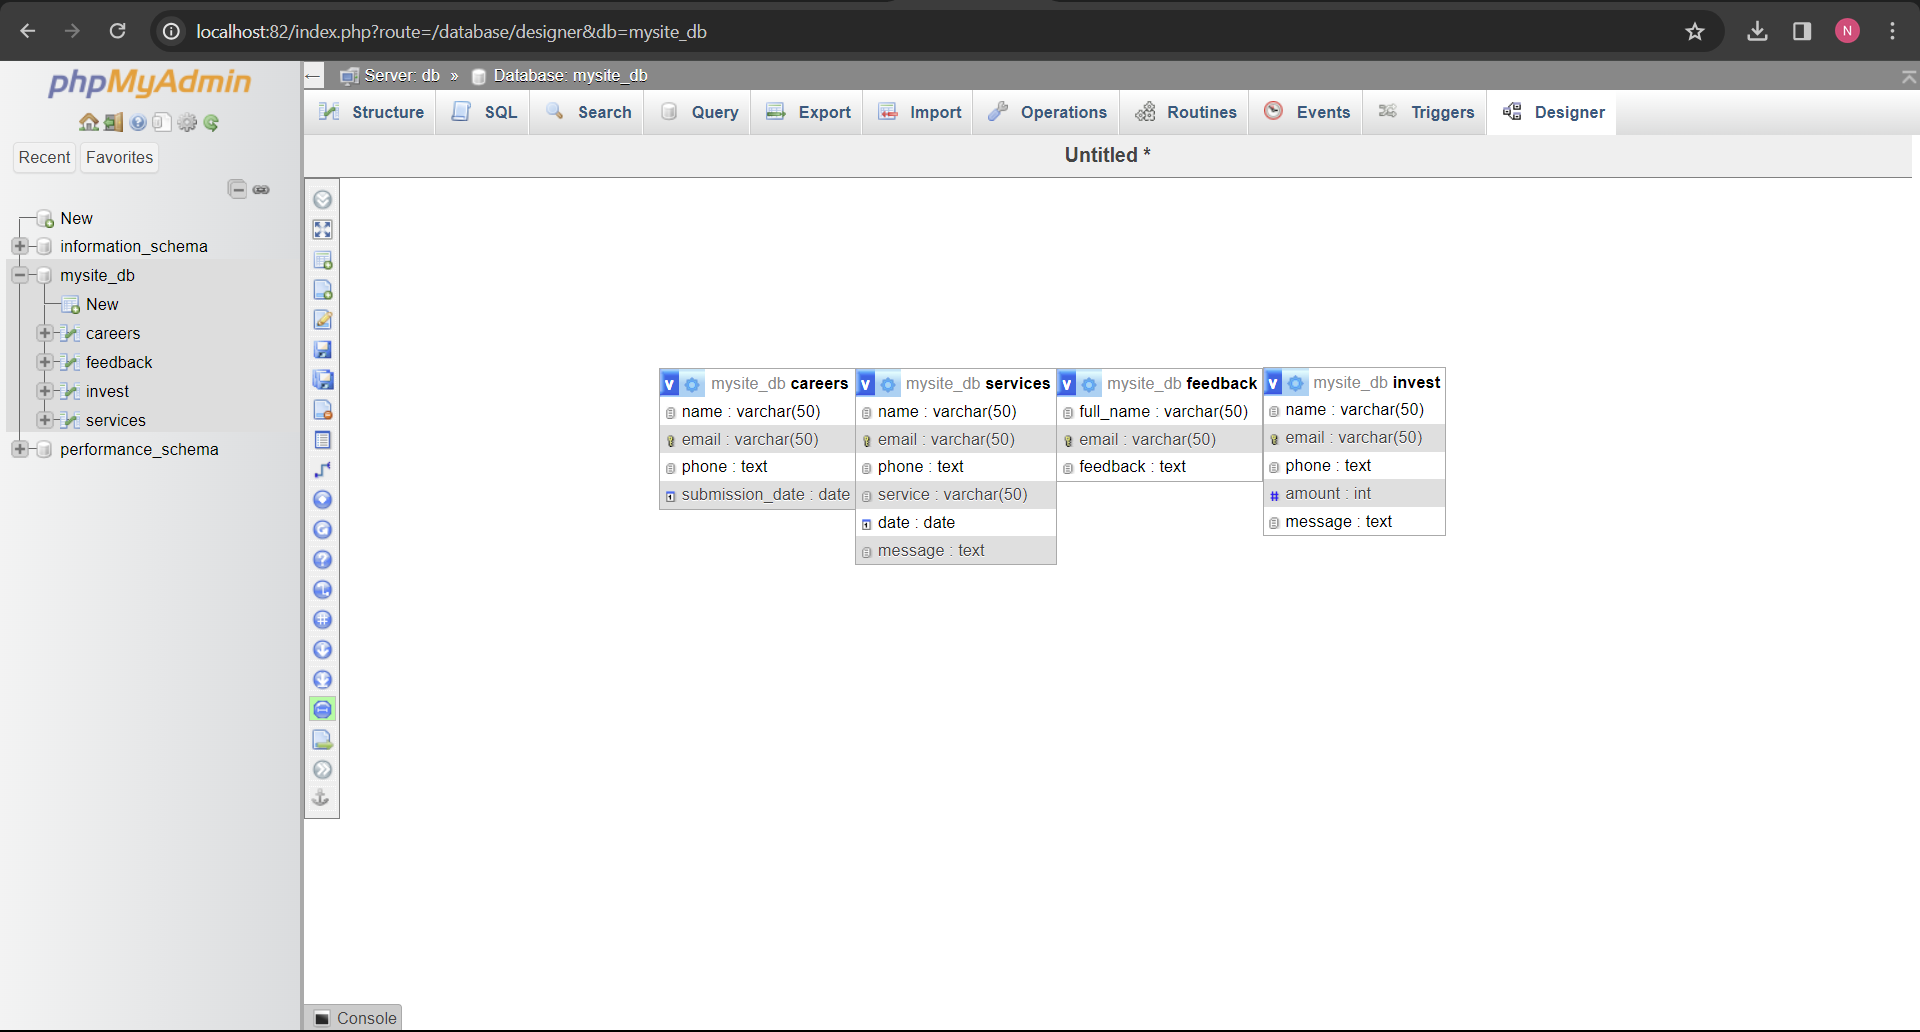 localhost:82/index.php?route=/database/designer&db=mysite_db
N
phpMyAdmin
Recent Favorites
New
information_schema
mysite_db
New
careers
feedback
invest
services
performance_schema
Server: db » Database: mysite_db
Structure SQL Search Query Export Import Operations Routines Events Triggers Designer
Untitled *
v mysite_db careers
name : varchar(50)
email : varchar(50)
phone : text
submission_date : date
v mysite_db services
name : varchar(50)
email : varchar(50)
phone : text
service : varchar(50)
date : date
message : text
v mysite_db feedback
full_name : varchar(50)
email : varchar(50)
feedback : text
v mysite_db invest
name : varchar(50)
email : varchar(50)
phone : text
# amount : int
message : text
Console